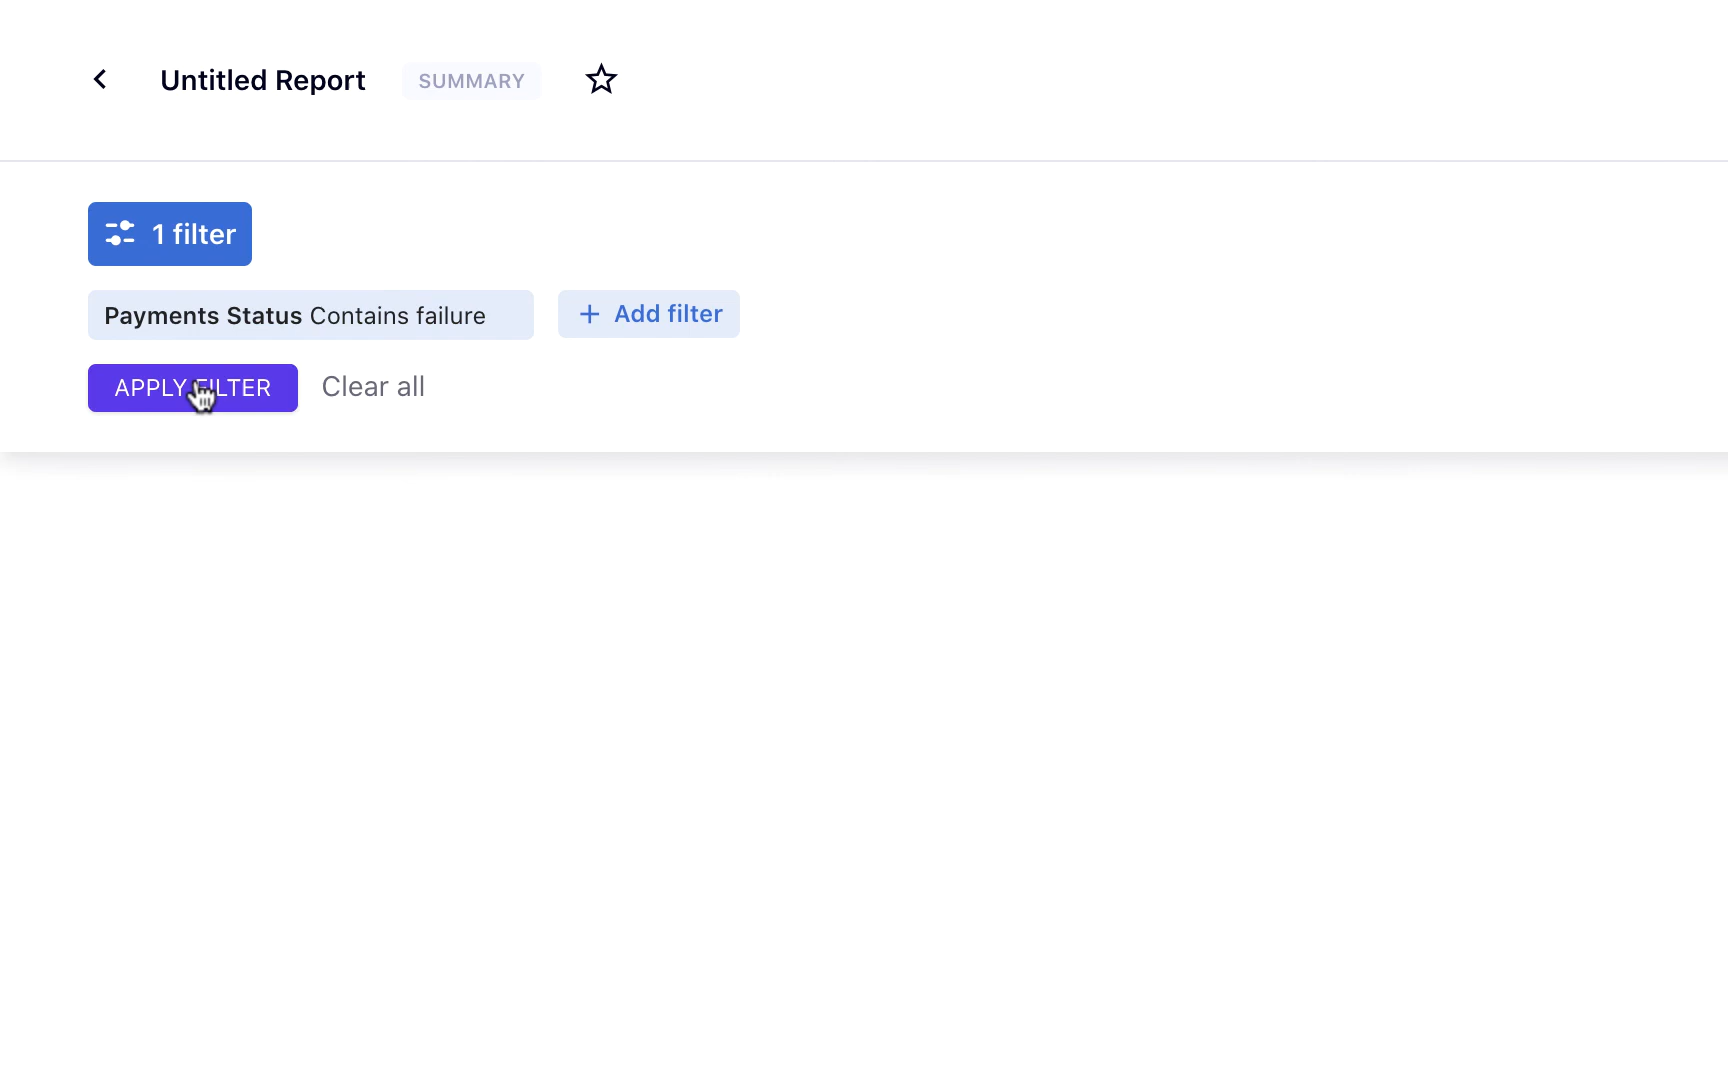 Untitled Report SUMMARY
1 filter
Payments Status Contains failure + Add filter
APPLY FILTER Clear all